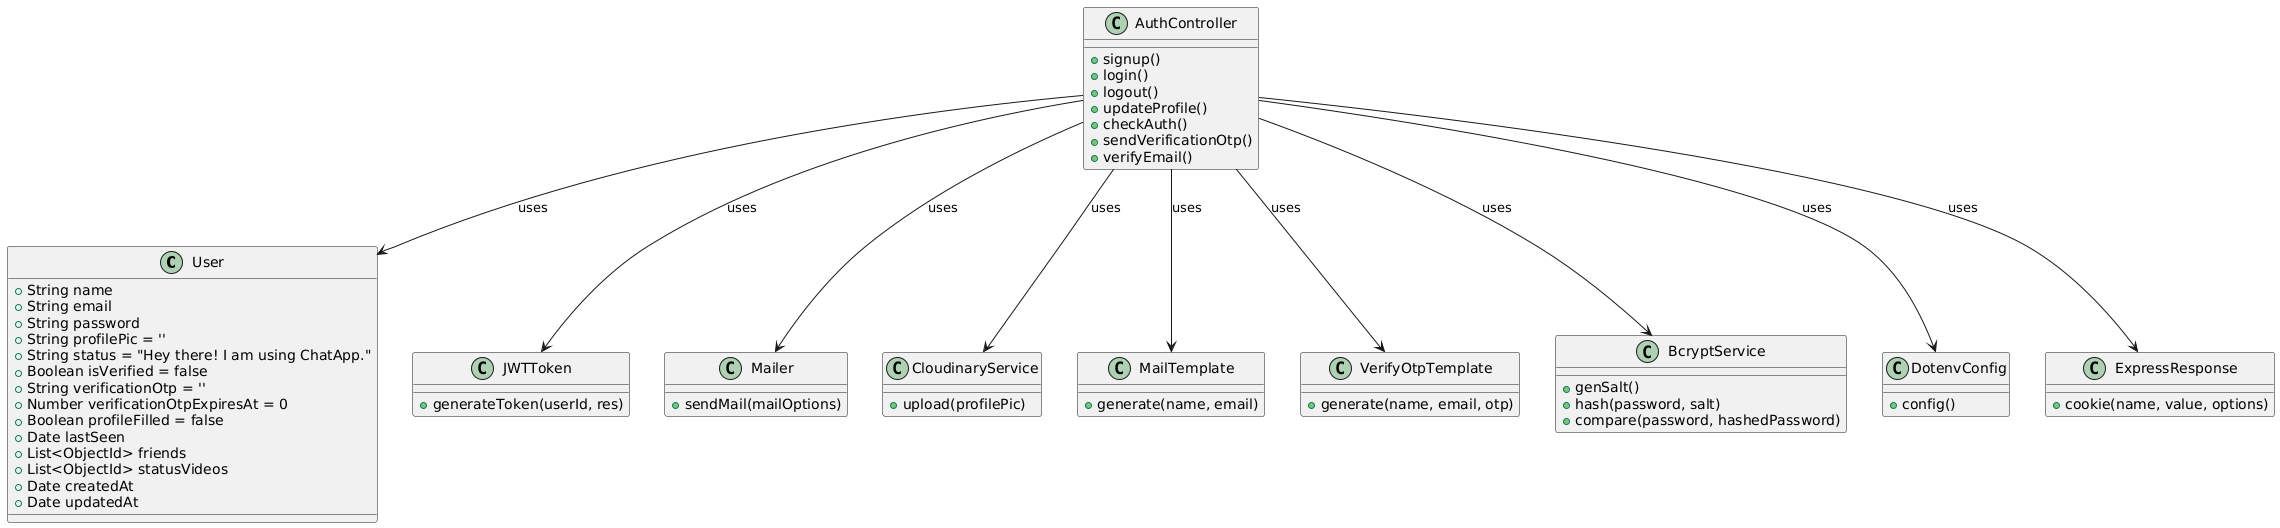 C AuthController
signup()
login()
logout()
updateProfile()
checkAuth()
sendVerificationOtp()
verifyEmail()
uses
uses
uses
uses
uses
uses
uses
uses
uses
C User
String name
String email
String password
String profilePic = ''
String status = "Hey there! I am using ChatApp."
Boolean isVerified = false
String verificationOtp = ''
Number verificationOtpExpiresAt = 0
Boolean profileFilled = false
Date lastSeen
List<ObjectId> friends
List<ObjectId> statusVideos
Date createdAt
Date updatedAt
C JWTToken
generateToken(userId, res)
C Mailer
sendMail(mailOptions)
C CloudinaryService
upload(profilePic)
C MailTemplate
generate(name, email)
C VerifyOtpTemplate
generate(name, email, otp)
C BcryptService
genSalt()
hash(password, salt)
compare(password, hashedPassword)
C DotenvConfig
config()
C ExpressResponse
cookie(name, value, options)